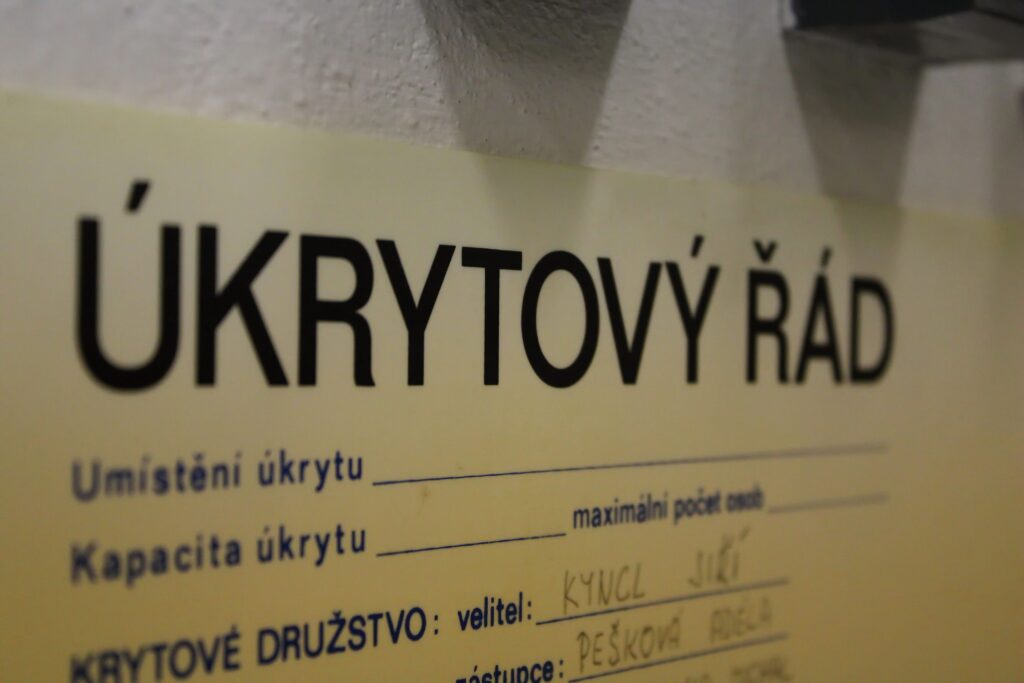 ÚKRYTOVÝ ŘÁD
Umístění úkrytu
Kapacita úkrytu maximální počet osob
KRYTOVÉ DRUŽSTVO: velitel: KYNCL JIŘÍ
zástupce: PEŠKOVÁ ADÉLA